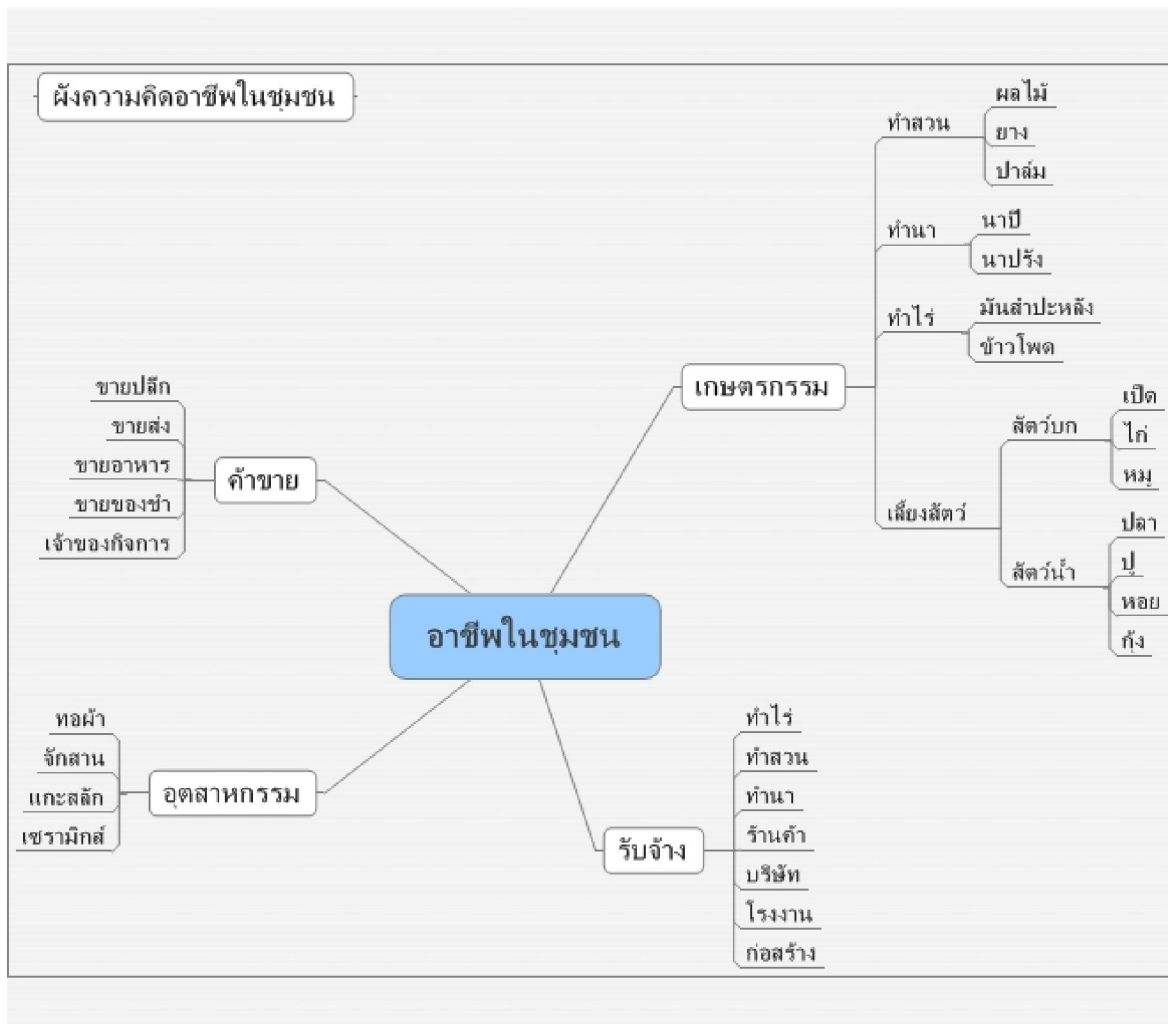 ผังความคิดอาชีพในชุมชน
อาชีพในชุมชน
เกษตรกรรม
ทำสวน
ผลไม้
ยาง
ปาล์ม
ทำนา
นาปี
นาปรัง
ทำไร่
มันสำปะหลัง
ข้าวโพด
เลี้ยงสัตว์
สัตว์บก
เป็ด
ไก่
หมู
สัตว์น้ำ
ปลา
ปู
หอย
กุ้ง
ค้าขาย
ขายปลีก
ขายส่ง
ขายอาหาร
ขายของชำ
เจ้าของกิจการ
อุตสาหกรรม
ทอผ้า
จักสาน
แกะสลัก
เซรามิกส์
รับจ้าง
ทำไร่
ทำสวน
ทำนา
ร้านค้า
บริษัท
โรงงาน
ก่อสร้าง